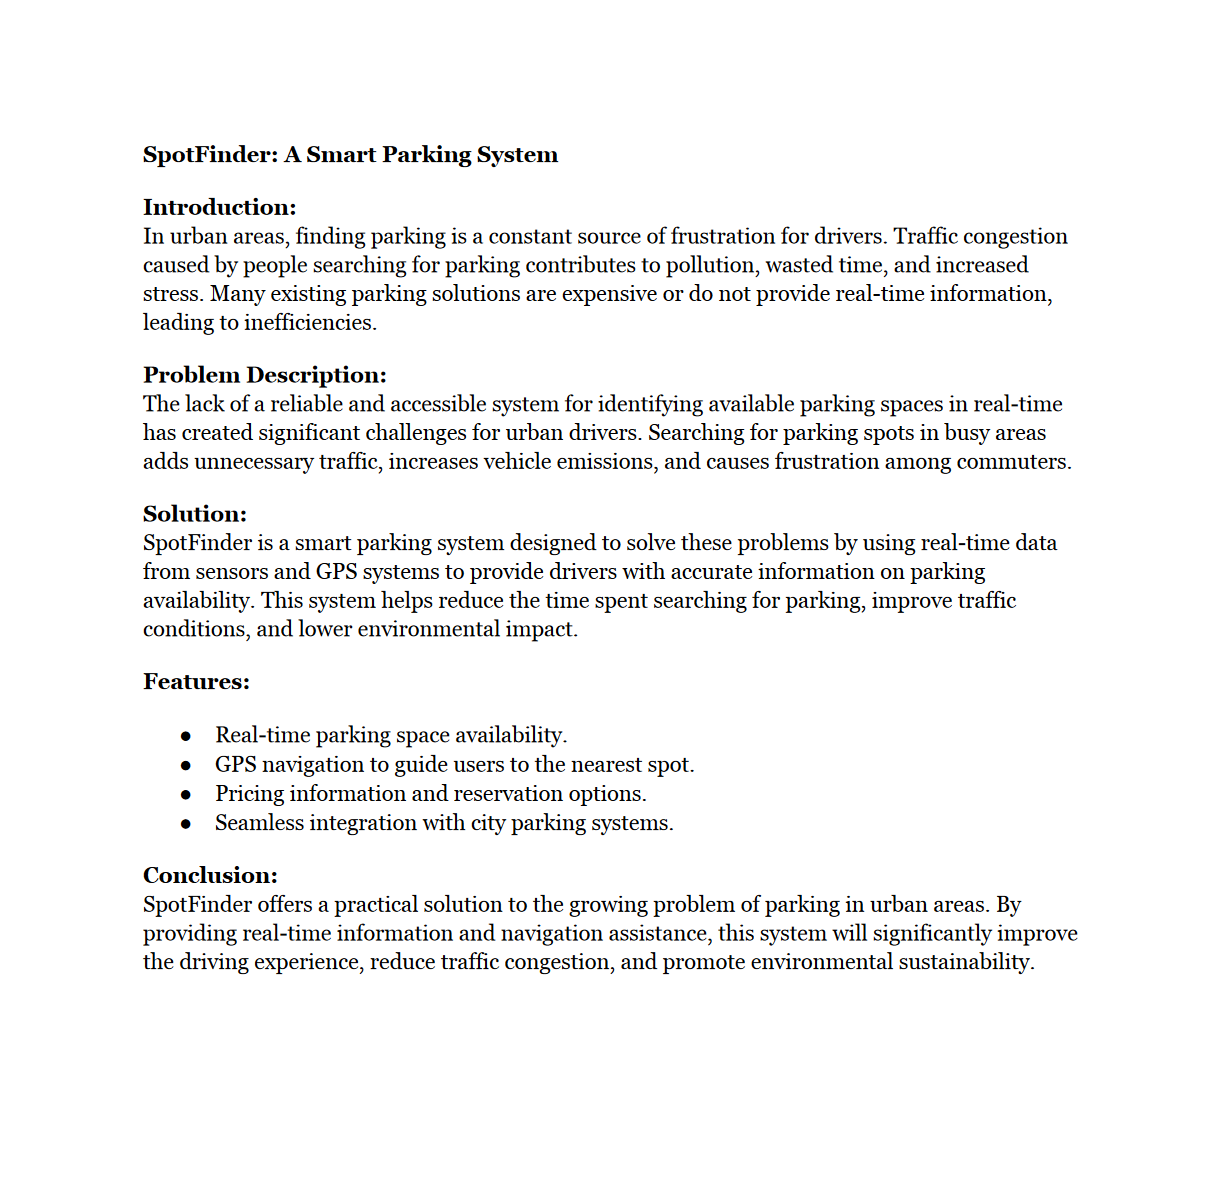 SpotFinder: A Smart Parking System
Introduction:
In urban areas, finding parking is a constant source of frustration for drivers. Traffic congestion
caused by people searching for parking contributes to pollution, wasted time, and increased
stress. Many existing parking solutions are expensive or do not provide real-time information,
leading to inefficiencies.
Problem Description:
The lack of a reliable and accessible system for identifying available parking spaces in real-time
has created significant challenges for urban drivers. Searching for parking spots in busy areas
adds unnecessary traffic, increases vehicle emissions, and causes frustration among commuters.
Solution:
SpotFinder is a smart parking system designed to solve these problems by using real-time data
from sensors and GPS systems to provide drivers with accurate information on parking
availability. This system helps reduce the time spent searching for parking, improve traffic
conditions, and lower environmental impact.
Features:
● Real-time parking space availability.
● GPS navigation to guide users to the nearest spot.
● Pricing information and reservation options.
● Seamless integration with city parking systems.
Conclusion:
SpotFinder offers a practical solution to the growing problem of parking in urban areas. By
providing real-time information and navigation assistance, this system will significantly improve
the driving experience, reduce traffic congestion, and promote environmental sustainability.